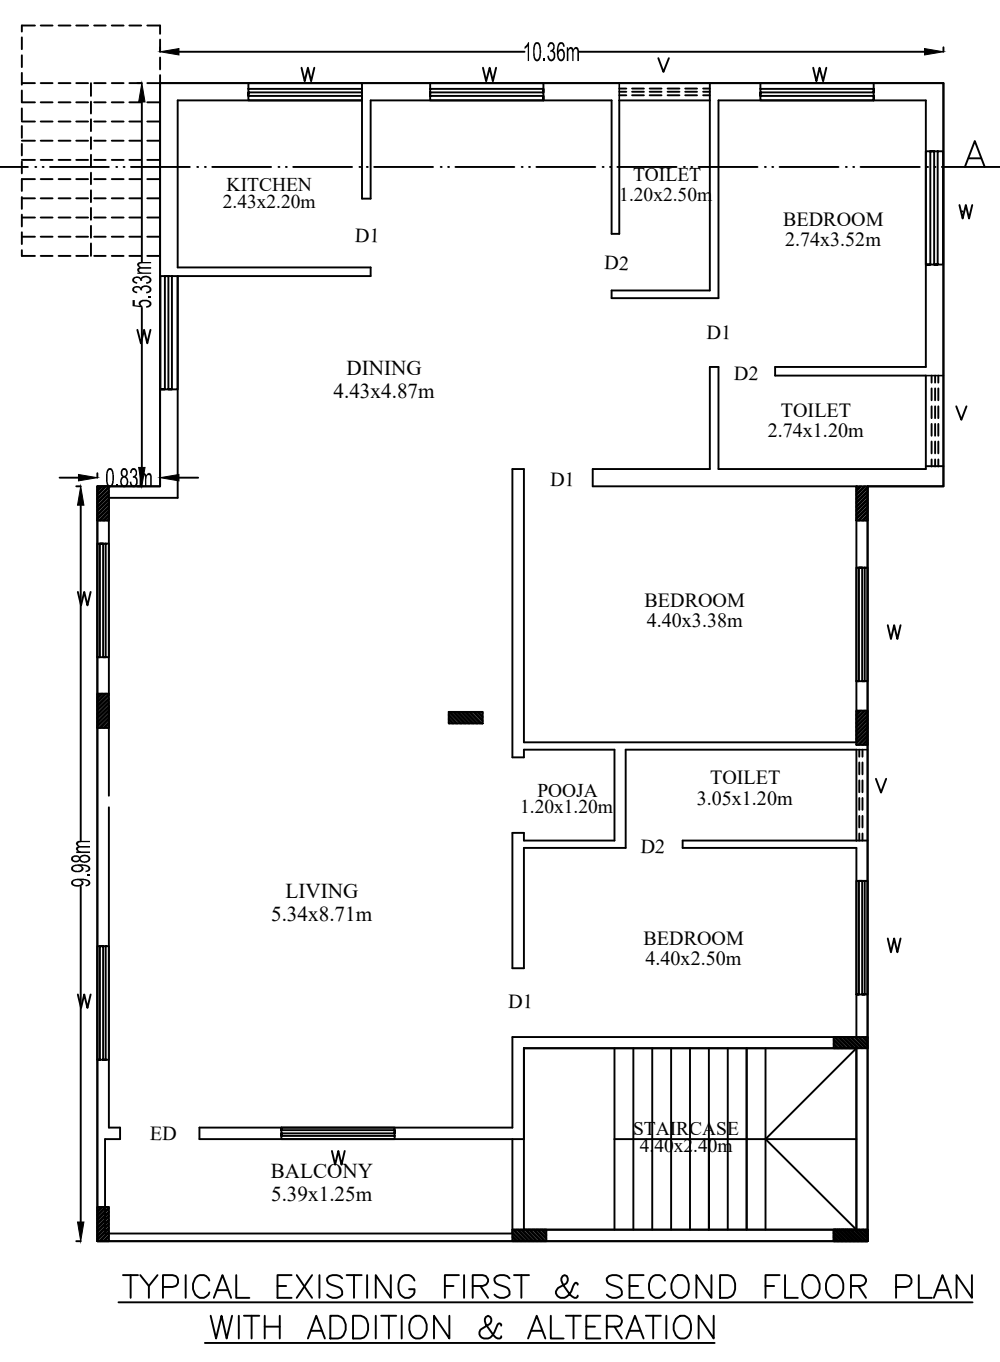 10.36m
W
W
V
W
A
KITCHEN
2.43x2.20m
TOILET
1.20x2.50m
BEDROOM
2.74x3.52m
W
D1
D2
5.33m
W
D1
DINING
4.43x4.87m
D2
TOILET
2.74x1.20m
V
0.83m
D1
W
BEDROOM
4.40x3.38m
W
POOJA
1.20x1.20m
TOILET
3.05x1.20m
V
D2
9.98m
LIVING
5.34x8.71m
BEDROOM
4.40x2.50m
W
W
D1
ED
W
STAIRCASE
4.40x2.40m
BALCONY
5.39x1.25m
TYPICAL EXISTING FIRST & SECOND FLOOR PLAN
WITH ADDITION & ALTERATION